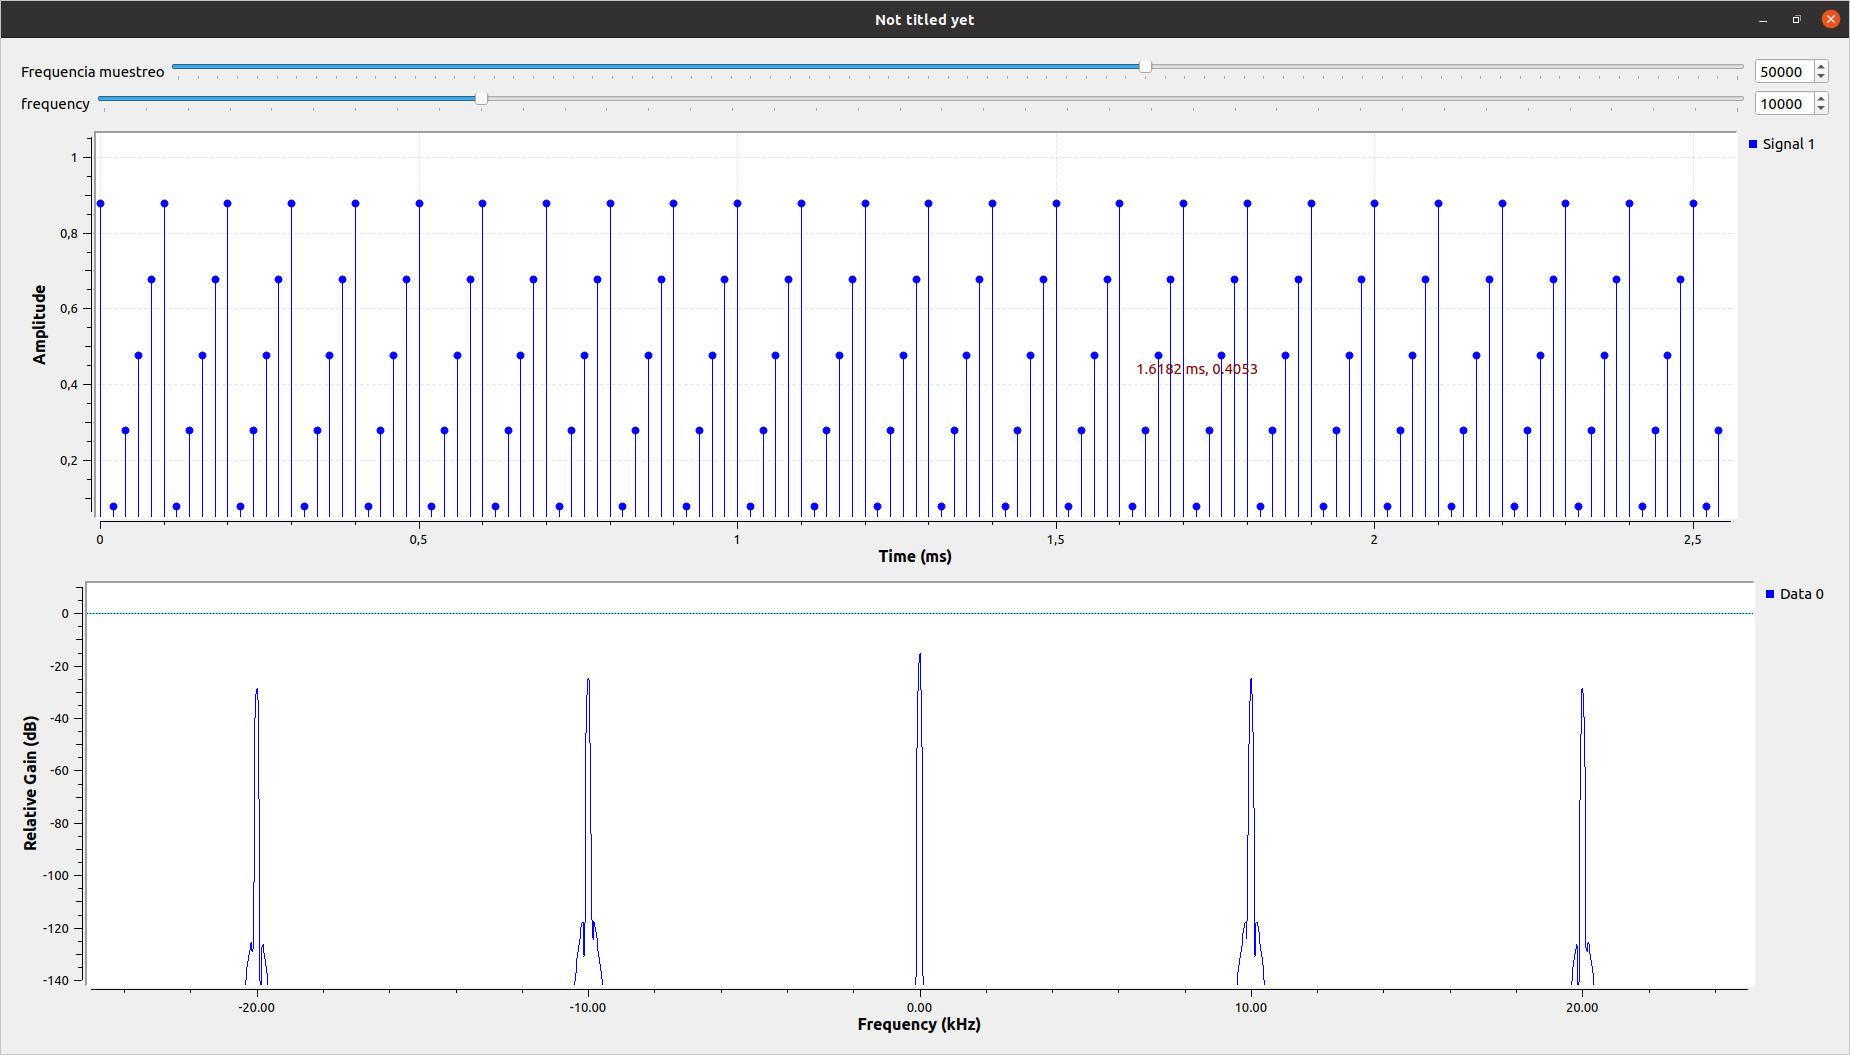 Not titled yet
Frequencia muestreo 50000
frequency 10000
Signal 1
1
0,8
0,6
0,4
0,2
Amplitude
1.6182 ms, 0.4053
0 0,5 1 1,5 2 2,5
Time (ms)
Data 0
0
-20
-40
-60
-80
-100
-120
-140
Relative Gain (dB)
-20.00 -10.00 0.00 10.00 20.00
Frequency (kHz)